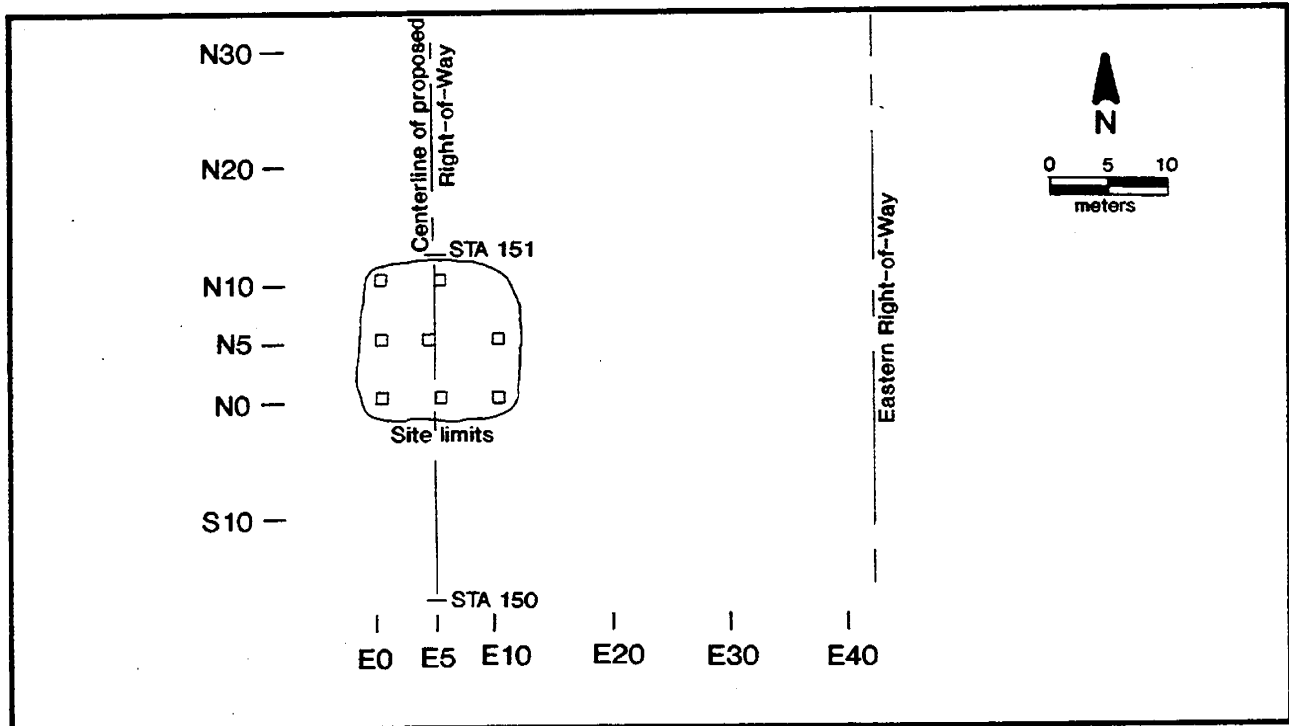 N30
N20
N10
N5
N0
S10
Centerline of proposed
Right-of-Way
STA 151
Site limits
STA 150
Eastern Right-of-Way
N
0 5 10
meters
E0 E5 E10 E20 E30 E40